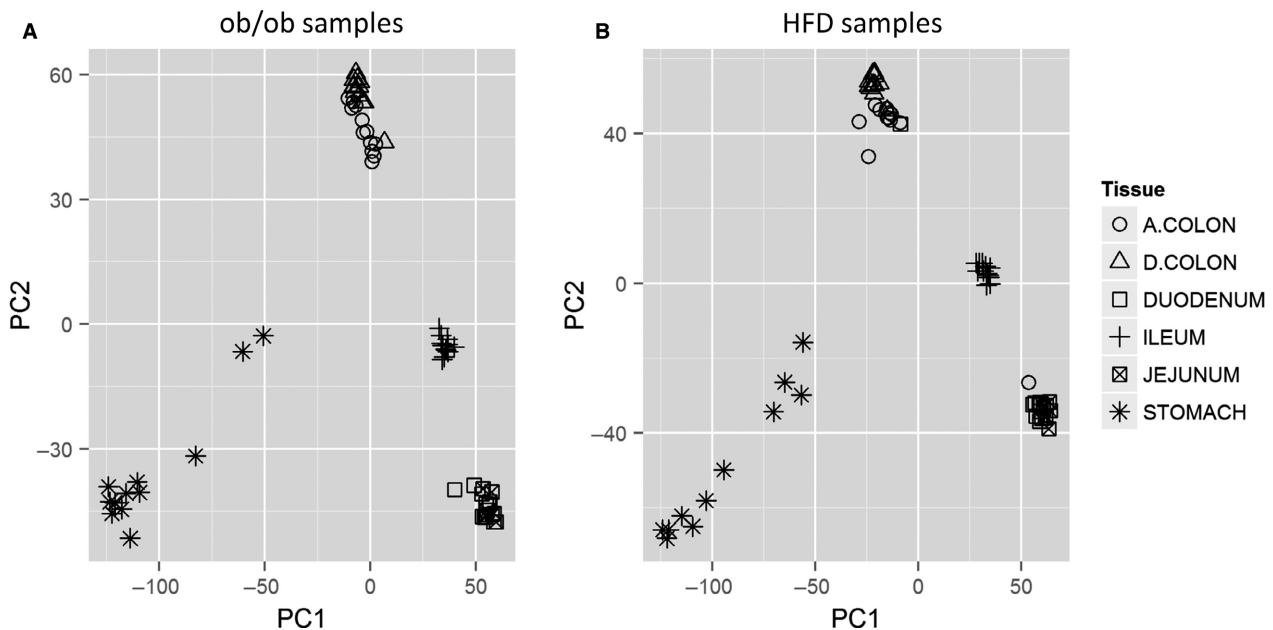 A
ob/ob samples
B
HFD samples
60
30
0
−30
PC2
−100
−50
0
50
PC1
40
0
−40
PC2
−100
−50
0
50
PC1
Tissue
A.COLON
D.COLON
DUODENUM
ILEUM
JEJUNUM
STOMACH